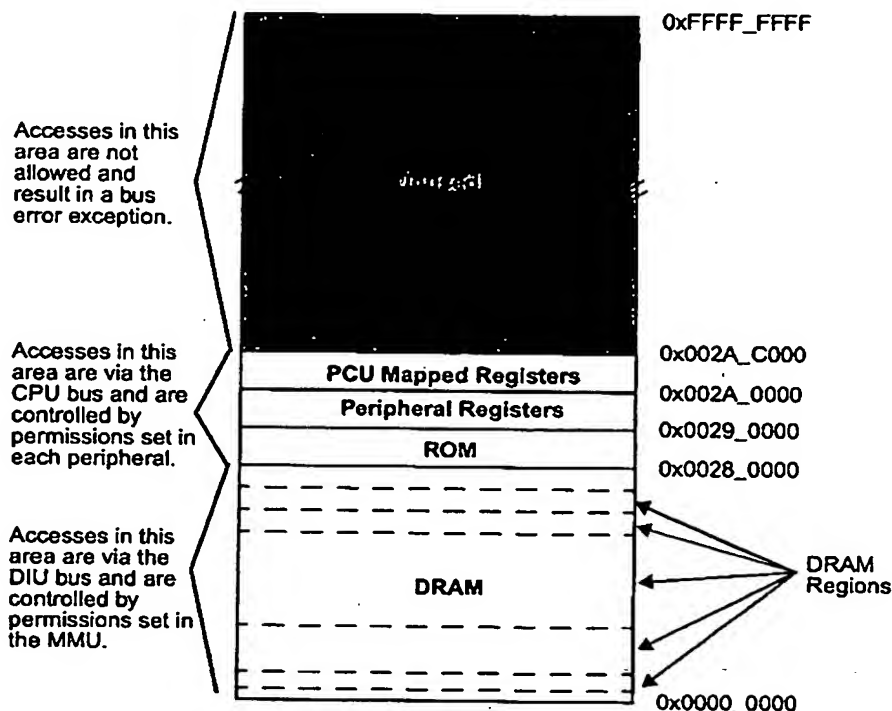 0xFFFF_FFFF
Accesses in this
area are not
allowed and
result in a bus
error exception.
0x002A_C000
Accesses in this
area are via the
CPU bus and are
controlled by
permissions set in
each peripheral.
PCU Mapped Registers
0x002A_0000
Peripheral Registers
0x0029_0000
ROM
0x0028_0000
Accesses in this
area are via the
DIU bus and are
controlled by
permissions set in
the MMU.
DRAM
DRAM
Regions
0x0000_0000